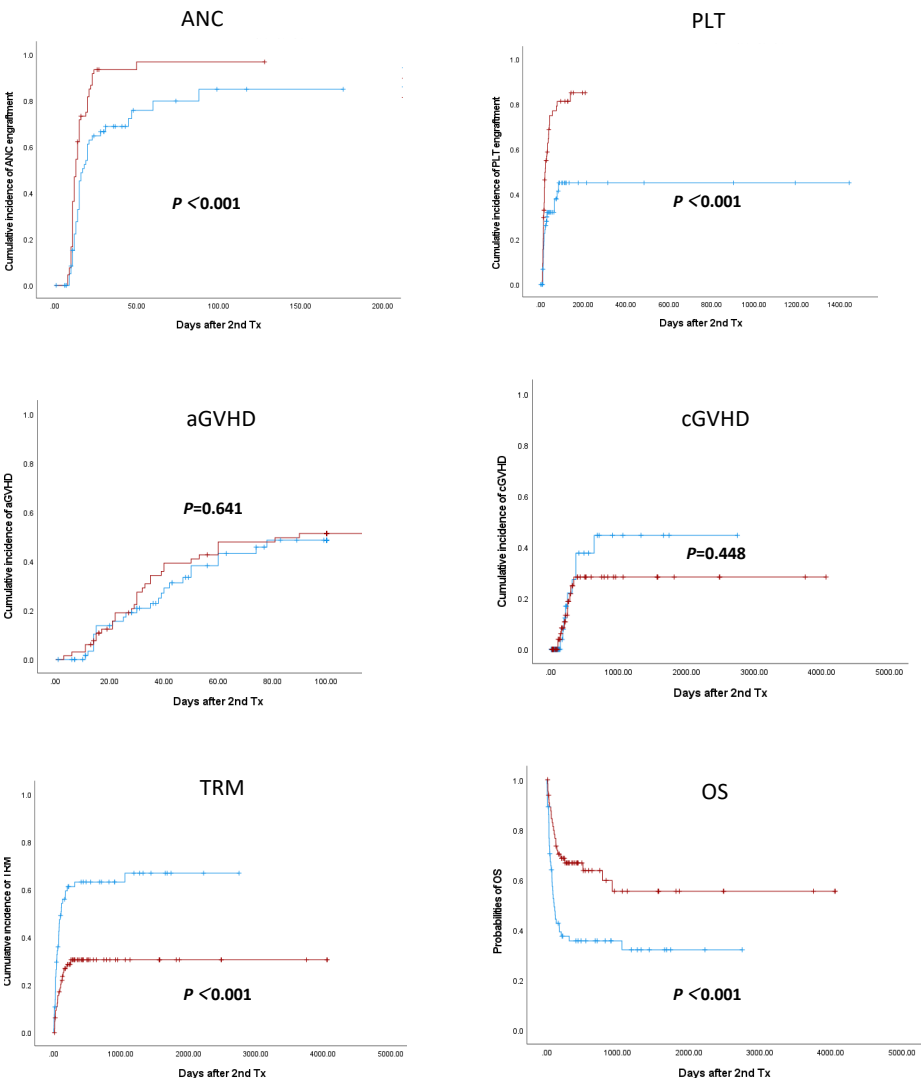 ANC
Cumulative incidence of ANC engraftment
1.0
0.8
0.6
0.4
0.2
0.0
P<0.001
.00 50.00 100.00 150.00 200.00
Days after 2nd Tx
PLT
Cumulative incidence of PLT engraftment
1.0
0.8
0.6
0.4
0.2
0.0
P<0.001
.00 200.00 400.00 600.00 800.00 1000.00 1200.00 1400.00
Days after 2nd Tx
aGVHD
Cumulative incidence of aGVHD
1.0
0.8
0.6
0.4
0.2
0.0
P=0.641
.00 20.00 40.00 60.00 80.00 100.00
Days after 2nd Tx
cGVHD
Cumulative incidence of cGVHD
1.0
0.8
0.6
0.4
0.2
0.0
P=0.448
.00 1000.00 2000.00 3000.00 4000.00 5000.00
Days after 2nd Tx
TRM
Cumulative incidence of TRM
1.0
0.8
0.6
0.4
0.2
0.0
P<0.001
.00 1000.00 2000.00 3000.00 4000.00 5000.00
Days after 2nd Tx
OS
Probabilities of OS
1.0
0.8
0.6
0.4
0.2
0.0
P<0.001
.00 1000.00 2000.00 3000.00 4000.00 5000.00
Days after 2nd Tx